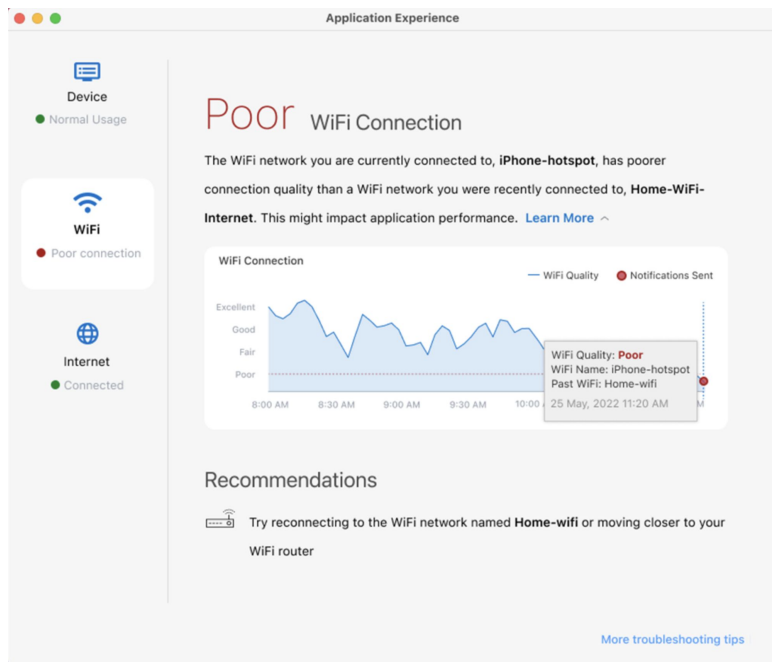 Application Experience
Device
Normal Usage
WiFi
Poor connection
Internet
Connected
Poor WiFi Connection
The WiFi network you are currently connected to, iPhone-hotspot, has poorer
connection quality than a WiFi network you were recently connected to, Home-WiFi-
Internet. This might impact application performance. Learn More
WiFi Connection
WiFi Quality Notifications Sent
Excellent
Good
Fair
Poor
8:00 AM 8:30 AM 9:00 AM 9:30 AM 10:00 M
WiFi Quality: Poor
WiFi Name: iPhone-hotspot
Past WiFi: Home-wifi
25 May, 2022 11:20 AM
Recommendations
Try reconnecting to the WiFi network named Home-wifi or moving closer to your
WiFi router
More troubleshooting tips